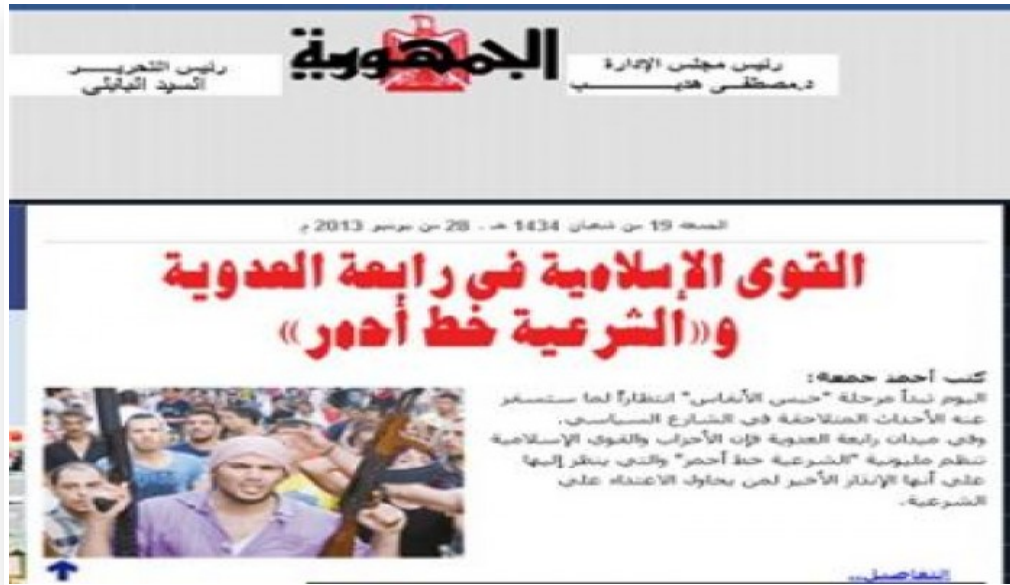 الجمهورية
رئيس مجلس الإدارة
د.مصطفى هديب
رئيس التحرير
السيد البابلي
الجمعة 19 من شعبان 1434 هـ - 28 من يونيو 2013 م
القوى الإسلامية فى رابعة العدوية
و«الشرعية خط أحمر»
كتب أحمد جمعة:
اليوم تبدأ مرحلة "حبس الأنفاس" انتظاراً لما ستسفر
عنه الأحداث المتلاحقة في الشارع السياسي.
وفي ميدان رابعة العدوية فإن الأحزاب والقوى الإسلامية
تنظم مليونية "الشرعية خط أحمر" والتي ينظر إليها
على أنها الإنذار الأخير لمن يحاول الاعتداء على
الشرعية.
التفاصيل..